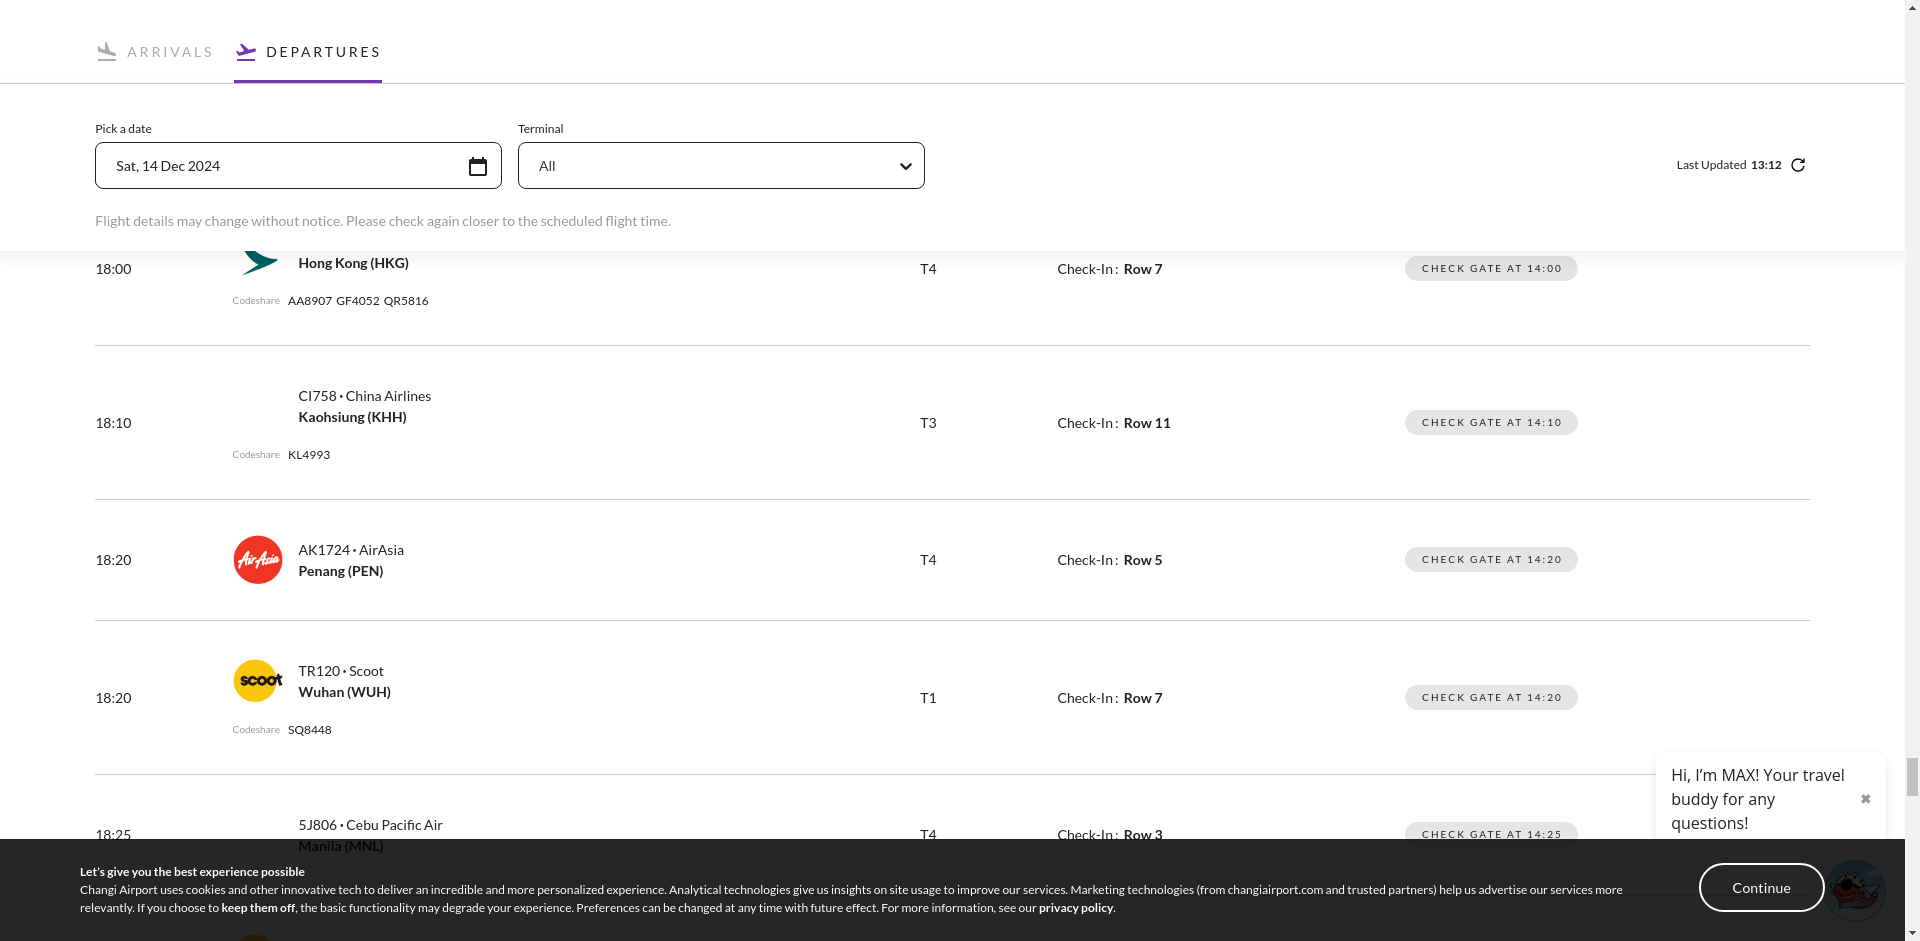 ARRIVALS
DEPARTURES
Pick a date
Terminal
Sat, 14 Dec 2024
All
Last Updated 13:12
Flight details may change without notice. Please check again closer to the scheduled flight time.
18:00
Hong Kong (HKG)
T4
Check-In : Row 7
CHECK GATE AT 14:00
Codeshare AA8907 GF4052 QR5816
CI758 • China Airlines
18:10
Kaohsiung (KHH)
T3
Check-In : Row 11
CHECK GATE AT 14:10
Codeshare KL4993
AirAsia
AK1724 • AirAsia
18:20
Penang (PEN)
T4
Check-In : Row 5
CHECK GATE AT 14:20
scoot
TR120 • Scoot
Wuhan (WUH)
18:20
T1
Check-In : Row 7
CHECK GATE AT 14:20
Codeshare SQ8448
5J806 • Cebu Pacific Air
18:25
Manila (MNL)
T4
Check-In : Row 3
CHECK GATE AT 14:25
Hi, I’m MAX! Your travel
buddy for any
questions!
Let’s give you the best experience possible
Changi Airport uses cookies and other innovative tech to deliver an incredible and more personalized experience. Analytical technologies give us insights on site usage to improve our services. Marketing technologies (from changiairport.com and trusted partners) help us advertise our services more
relevantly. If you choose to keep them off, the basic functionality may degrade your experience. Preferences can be changed at any time with future effect. For more information, see our privacy policy.
Continue